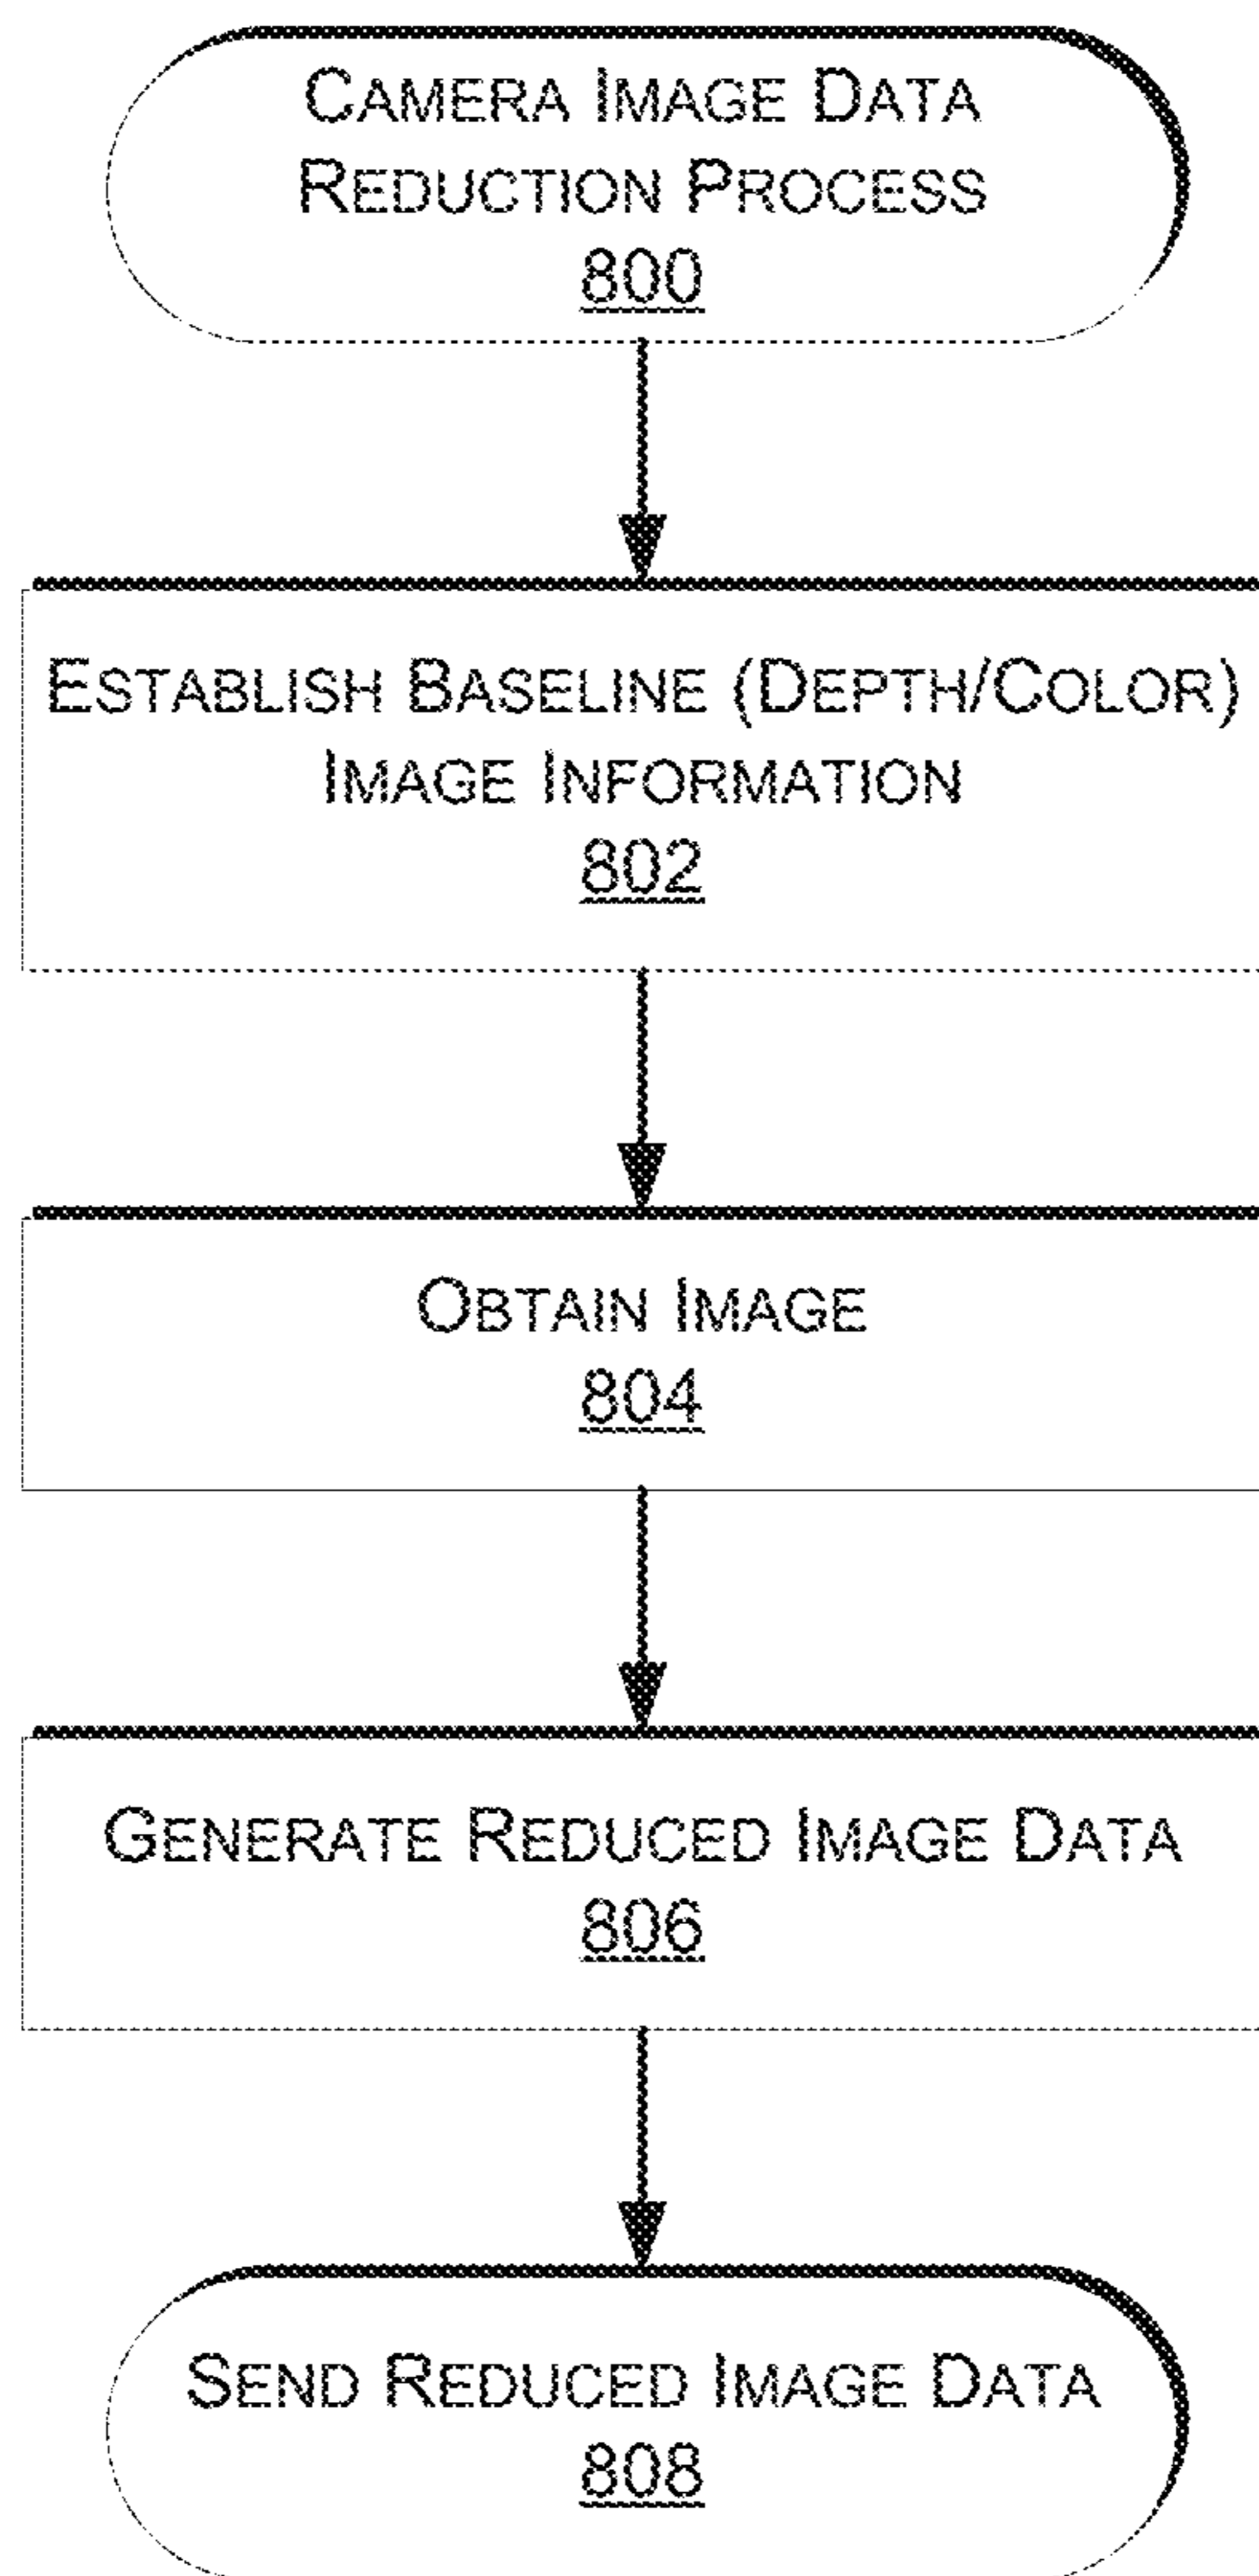 CAMERA IMAGE DATA
REDUCTION PROCESS
800
ESTABLISH BASELINE (DEPTH/COLOR)
IMAGE INFORMATION
802
OBTAIN IMAGE
804
GENERATE REDUCED IMAGE DATA
806
SEND REDUCED IMAGE DATA
808